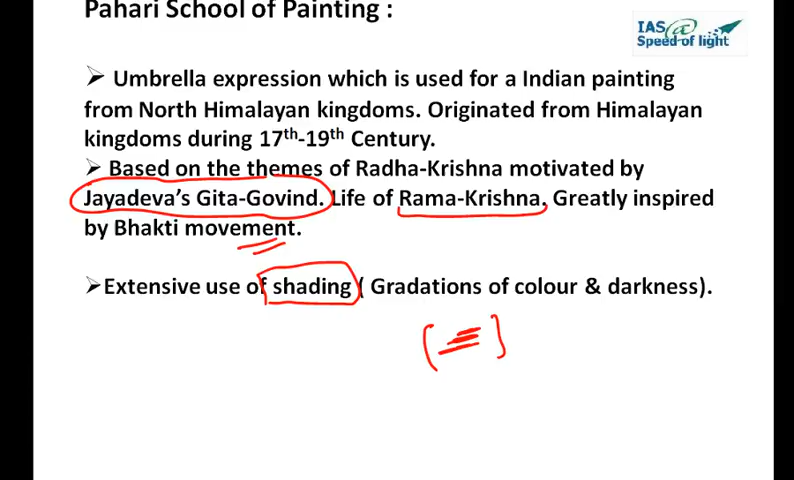 Pahari School of Painting :
IAS@
Speed of light
➢ Umbrella expression which is used for a Indian painting
from North Himalayan kingdoms. Originated from Himalayan
kingdoms during 17th-19th Century.
➢ Based on the themes of Radha-Krishna motivated by
Jayadeva's Gita-Govind. Life of Rama-Krishna. Greatly inspired
by Bhakti movement.
➢Extensive use of shading ( Gradations of colour & darkness).